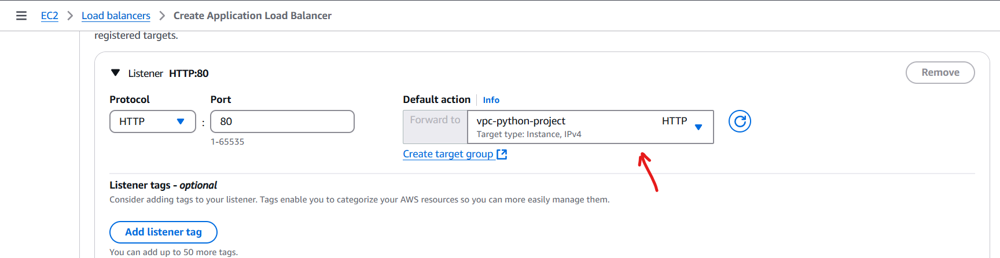 EC2 > Load balancers > Create Application Load Balancer
registered targets.
Listener HTTP:80
Remove
Protocol
Port
Default action
Info
HTTP
:
80
1-65535
Forward to
vpc-python-project
HTTP
Target type: Instance, IPv4
Create target group
Listener tags - optional
Consider adding tags to your listener. Tags enable you to categorize your AWS resources so you can more easily manage them.
Add listener tag
You can add up to 50 more tags.